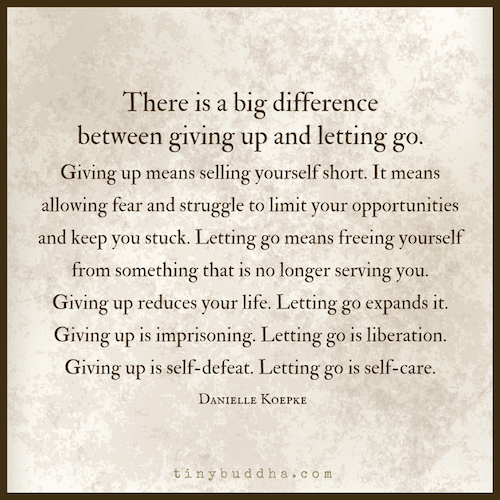 There is a big difference
between giving up and letting go.
Giving up means selling yourself short. It means
allowing fear and struggle to limit your opportunities
and keep you stuck. Letting go means freeing yourself
from something that is no longer serving you.
Giving up reduces your life. Letting go expands it.
Giving up is imprisoning. Letting go is liberation.
Giving up is self-defeat. Letting go is self-care.
Danielle Koepke
tinybuddha.com